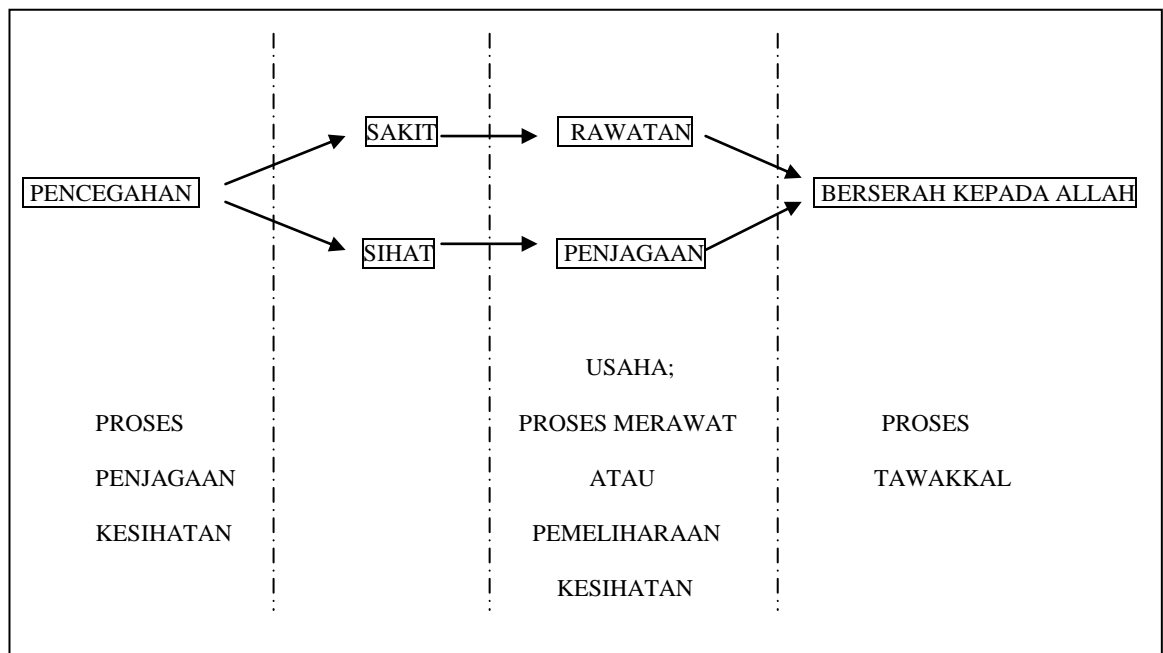 SAKIT
RAWATAN
PENCEGAHAN
BERSERAH KEPADA ALLAH
SIHAT
PENJAGAAN
USAHA;
PROSES
PROSES MERAWAT
PROSES
PENJAGAAN
ATAU
TAWAKKAL
KESIHATAN
PEMELIHARAAN
KESIHATAN